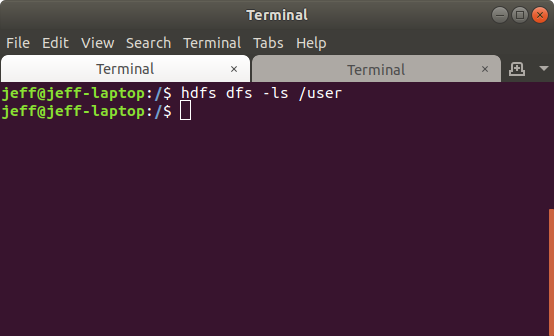 Terminal
File Edit View Search Terminal Tabs Help
Terminal × Terminal ×
jeff@jeff-laptop:/$ hdfs dfs -ls /user
jeff@jeff-laptop:/$